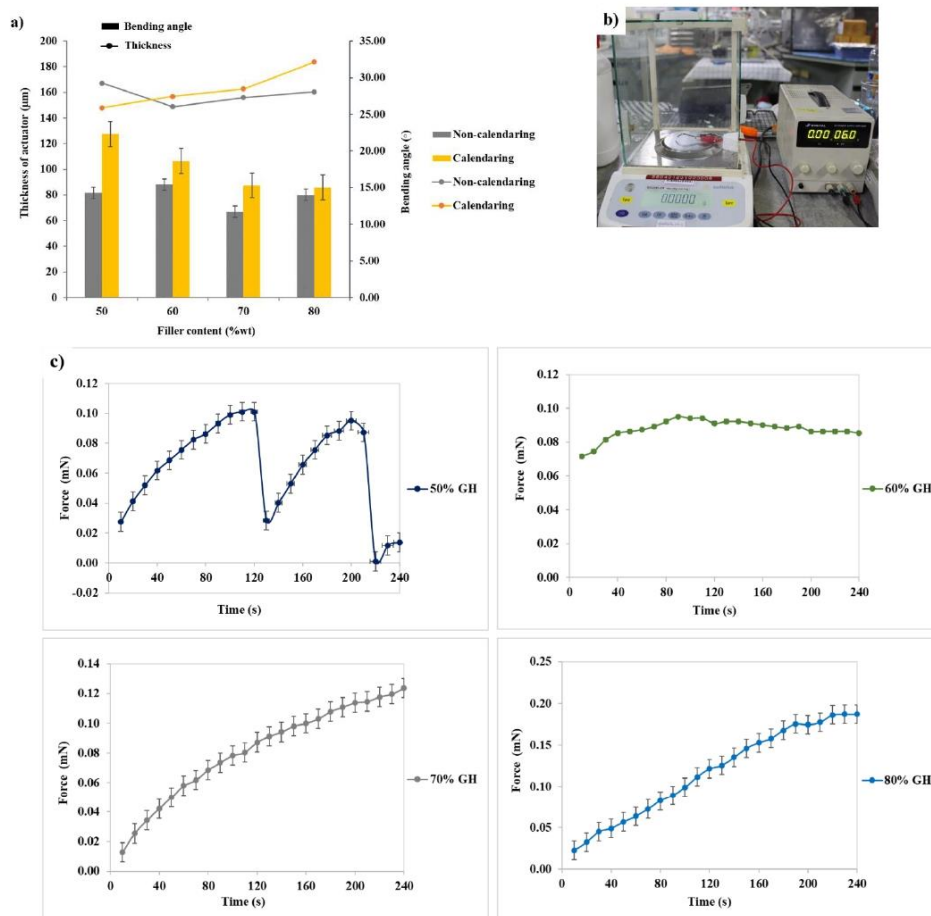 a)
Bending angle
Thickness
200
180
160
140
120
100
80
60
40
20
0
Thickness of actuator (µm)
35.00
30.00
25.00
20.00
15.00
10.00
5.00
0.00
Bending angle (◦)
50 60 70 80
Filler content (%wt)
Non-calendaring
Calendaring
Non-calendaring
Calendaring
b)
0.00 06.0
0.0000
c)
0.12
0.10
0.08
0.06
0.04
0.02
0.00
-0.02
Force (mN)
0 40 80 120 160 200 240
Time (s)
50% GH
0.12
0.10
0.08
0.06
0.04
0.02
0.00
Force (mN)
0 40 80 120 160 200 240
Time (s)
60% GH
0.14
0.12
0.10
0.08
0.06
0.04
0.02
0.00
Force (mN)
0 40 80 120 160 200 240
Time (s)
70% GH
0.25
0.20
0.15
0.10
0.05
0.00
Force (mN)
0 40 80 120 160 200 240
Time (s)
80% GH